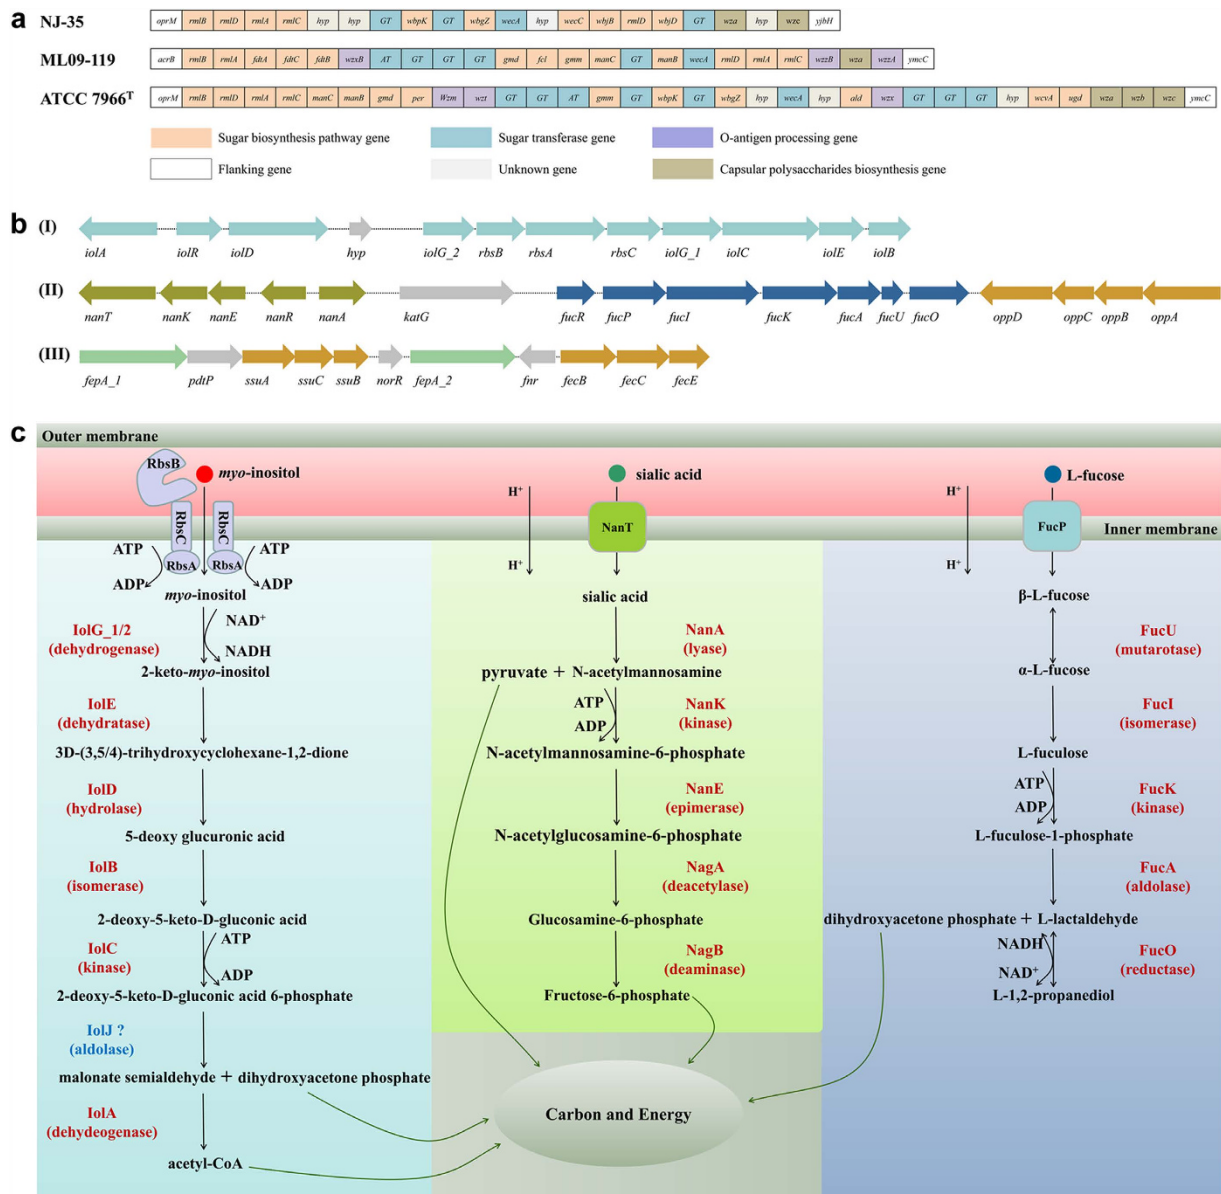 a
NJ-35
oprM rmlB rmlD rmlA rmlC hyp hyp GT wbpK GT wbgZ wecA hyp wecC wbjB rmlD wbjD GT wza hyp wzc yjbH
ML09-119
acrB rmlB rmlA fdtA fdtC fdtB wzxB AT GT GT GT gmd fcl gmm manC GT manB wecA rmlD rmlA rmlC wzzB wza wzzA ymcC
ATCC 7966ᵀ
oprM rmlB rmlD rmlA rmlC manC manB gmd per Wzm wzt GT GT AT gmm GT wbpK GT wbgZ hyp wecA hyp ald wzx GT GT GT hyp wcvA ugd wza wzb wzc ymcC
Sugar biosynthesis pathway gene
Sugar transferase gene
O-antigen processing gene
Flanking gene
Unknown gene
Capsular polysaccharides biosynthesis gene
b
(I)
iolA iolR iolD hyp iolG_2 rbsB rbsA rbsC iolG_1 iolC iolE iolB
(II)
nanT nanK nanE nanR nanA katG fucR fucP fucI fucK fucA fucU fucO oppD oppC oppB oppA
(III)
fepA_1 pdtP ssuA ssuC ssuB norR fepA_2 fnr fecB fecC fecE
c
Outer membrane
Inner membrane
RbsB
myo-inositol
RbsC
RbsC
RbsA
RbsA
ATP
ADP
ATP
ADP
myo-inositol
IolG_1/2
(dehydrogenase)
NAD⁺
NADH
2-keto-myo-inositol
IolE
(dehydratase)
3D-(3,5/4)-trihydroxycyclohexane-1,2-dione
IolD
(hydrolase)
5-deoxy glucuronic acid
IolB
(isomerase)
2-deoxy-5-keto-D-gluconic acid
IolC
(kinase)
ATP
ADP
2-deoxy-5-keto-D-gluconic acid 6-phosphate
IolJ ?
(aldolase)
malonate semialdehyde + dihydroxyacetone phosphate
IolA
(dehydeogenase)
acetyl-CoA
sialic acid
H⁺
NanT
H⁺
sialic acid
NanA
(lyase)
pyruvate + N-acetylmannosamine
ATP
ADP
NanK
(kinase)
N-acetylmannosamine-6-phosphate
NanE
(epimerase)
N-acetylglucosamine-6-phosphate
NagA
(deacetylase)
Glucosamine-6-phosphate
NagB
(deaminase)
Fructose-6-phosphate
Carbon and Energy
L-fucose
H⁺
FucP
H⁺
β-L-fucose
FucU
(mutarotase)
α-L-fucose
FucI
(isomerase)
L-fuculose
ATP
ADP
FucK
(kinase)
L-fuculose-1-phosphate
FucA
(aldolase)
dihydroxyacetone phosphate + L-lactaldehyde
NADH
NAD⁺
FucO
(reductase)
L-1,2-propanediol